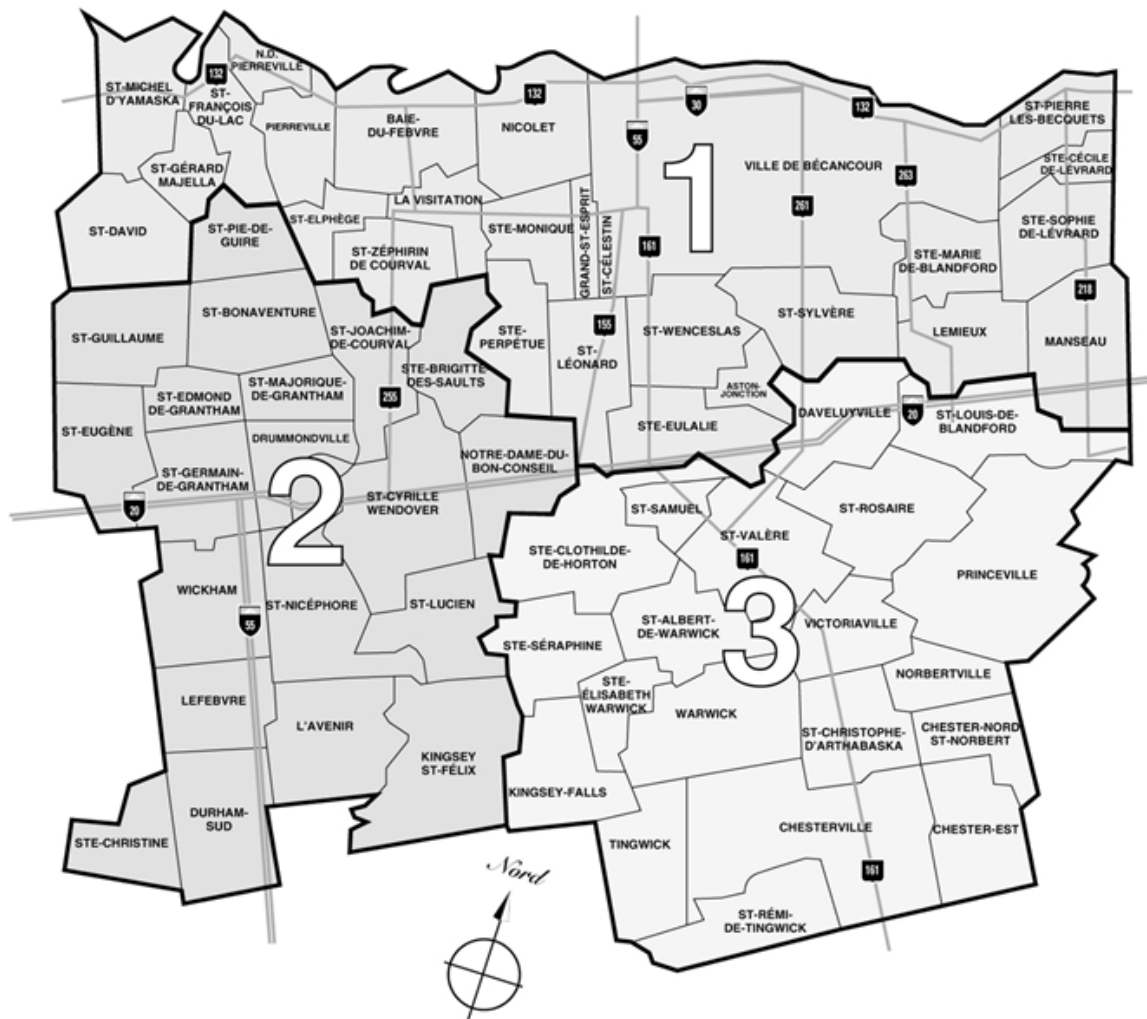 N.D.
PIERREVILLE
ST-MICHEL
D'YAMASKA
132
ST-
FRANÇOIS
DU-LAC
PIERREVILLE
BAIE-
DU-FEBVRE
132
NICOLET
30
132
55
ST-PIERRE
LES-BECQUETS
STE-CÉCILE
DE-LÉVRARD
ST-GÉRARD
MAJELLA
1
VILLE DE BÉCANCOUR
263
261
LA VISITATION
ST-ELPHÈGE
ST-DAVID
ST-PIE-DE-
GUIRE
STE-MONIQUE
GRAND-ST-ESPRIT
ST-CÉLESTIN
161
STE-SOPHIE
DE-LÉVRARD
ST-ZÉPHIRIN
DE COURVAL
STE-MARIE
DE-BLANDFORD
218
ST-BONAVENTURE
ST-GUILLAUME
ST-JOACHIM-
DE-COURVAL
STE-
PERPÉTUE
155
ST-
LÉONARD
ST-WENCESLAS
ST-SYLVÈRE
LEMIEUX
MANSEAU
STE-BRIGITTE
DES-SAULTS
ST-EDMOND
DE-GRANTHAM
ST-MAJORIQUE-
DE-GRANTHAM
255
ASTON-
JONCTION
DAVELUYVILLE
20
ST-LOUIS-DE-
BLANDFORD
ST-EUGÈNE
DRUMMONDVILLE
STE-EULALIE
ST-GERMAIN-
DE-GRANTHAM
NOTRE-DAME-DU-
BON-CONSEIL
20
2
ST-CYRILLE
WENDOVER
ST-SAMUEL
ST-ROSAIRE
ST-VALÈRE
STE-CLOTHILDE-
DE-HORTON
161
PRINCEVILLE
WICKHAM
55
ST-NICÉPHORE
ST-LUCIEN
ST-ALBERT-
DE-WARWICK
3
VICTORIAVILLE
STE-SÉRAPHINE
NORBERTVILLE
STE-
ÉLISABETH
WARWICK
LEFEBVRE
L'AVENIR
WARWICK
ST-CHRISTOPHE-
D'ARTHABASKA
CHESTER-NORD
ST-NORBERT
KINGSEY
ST-FÉLIX
KINGSEY-FALLS
DURHAM-
SUD
STE-CHRISTINE
TINGWICK
CHESTERVILLE
CHESTER-EST
161
ST-RÉMI-
DE-TINGWICK
Nord